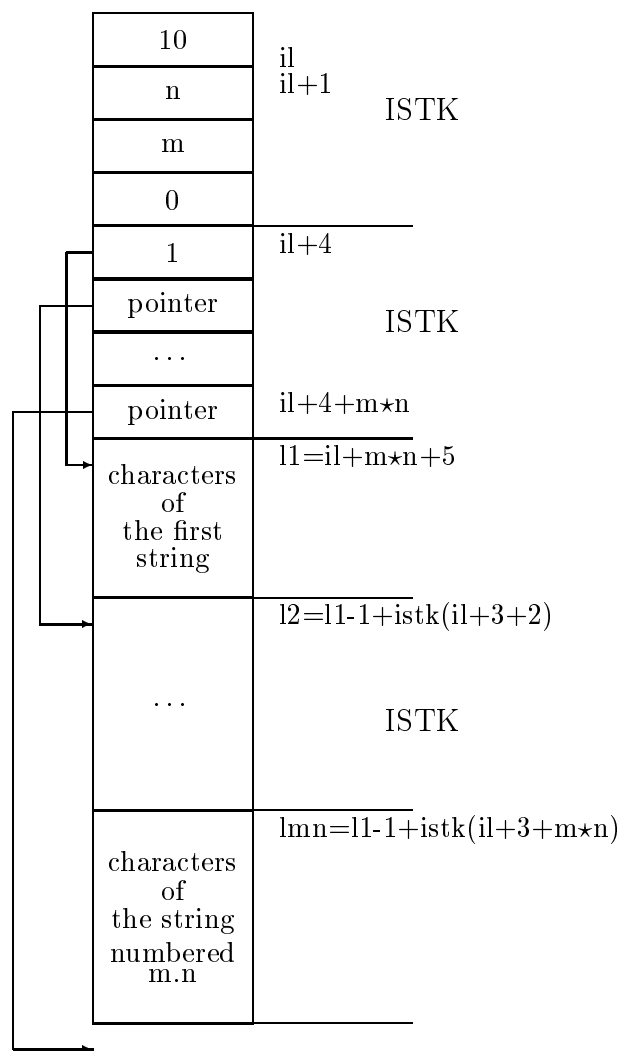 10
il
il+1
n
ISTK
m
0
1
il+4
pointer
ISTK
...
pointer
il+4+m⋆n
l1=il+m⋆n+5
characters
of
the first
string
l2=l1-1+istk(il+3+2)
...
ISTK
lmn=l1-1+istk(il+3+m⋆n)
characters
of
the string
numbered
m.n